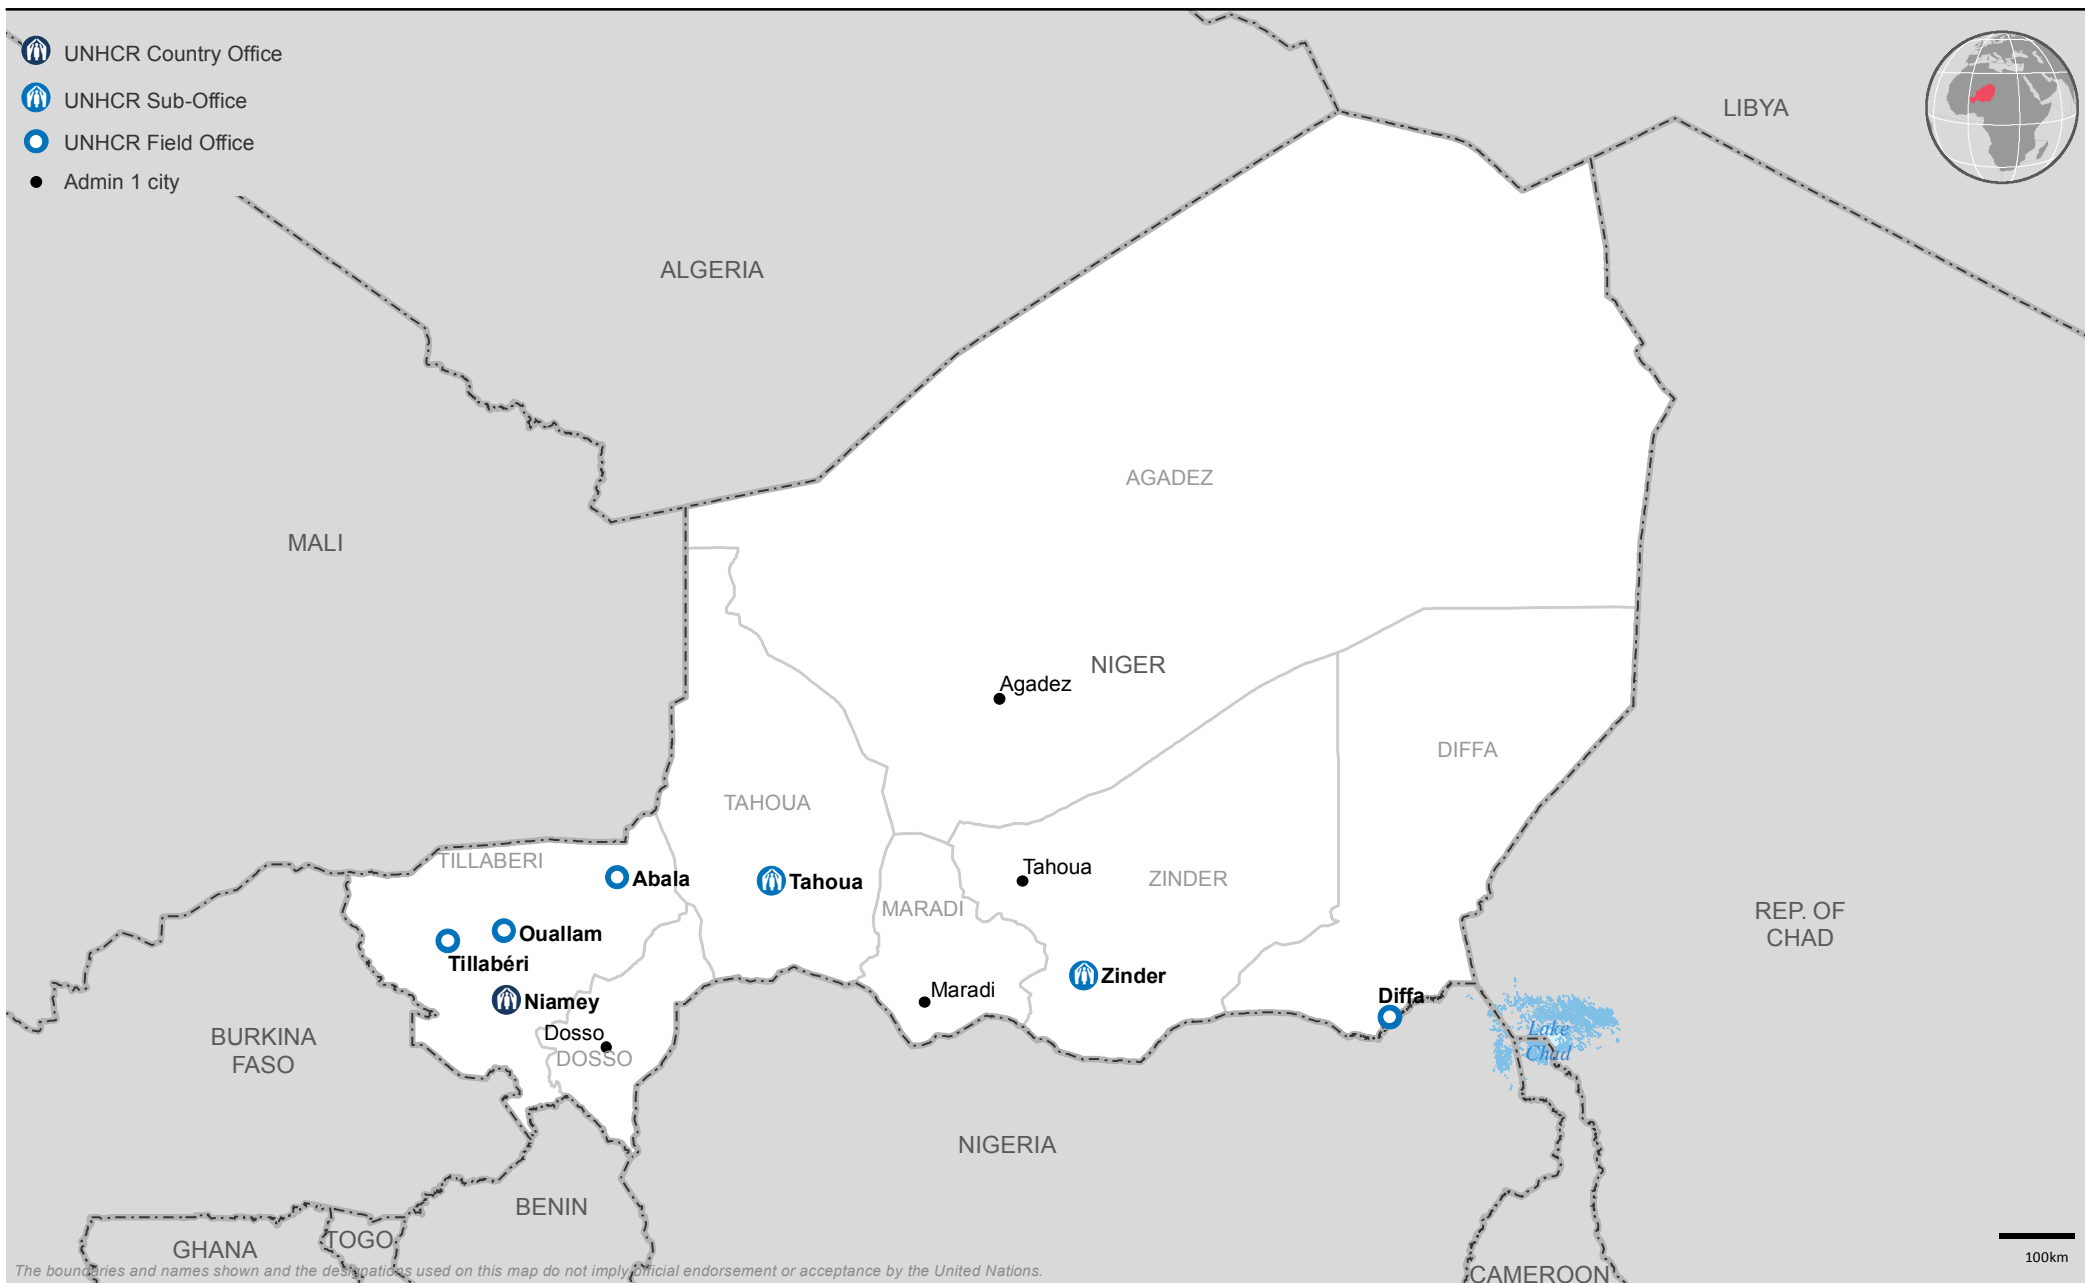 UNHCR Country Office
UNHCR Sub-Office
UNHCR Field Office
Admin 1 city
LIBYA
ALGERIA
AGADEZ
MALI
NIGER
Agadez
DIFFA
TAHOUA
TILLABERI
Tahoua
ZINDER
Abala
Tahoua
MARADI
REP. OF
CHAD
Ouallam
Tillabéri
Zinder
Maradi
Diffa
Niamey
Dosso
DOSSO
BURKINA
FASO
Lake
Chad
NIGERIA
BENIN
TOGO
GHANA
CAMEROON
100km
The boundaries and names shown and the designations used on this map do not imply official endorsement or acceptance by the United Nations.